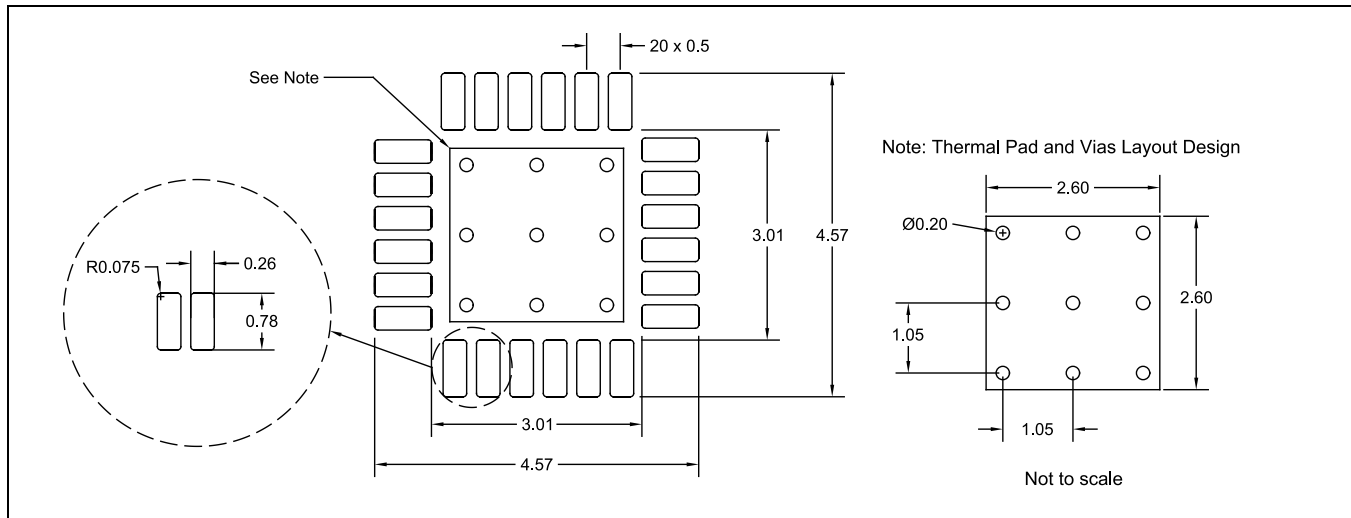 20 x 0.5
See Note
3.01
4.57
R0.075
0.26
0.78
3.01
4.57
Note: Thermal Pad and Vias Layout Design
2.60
Ø0.20
2.60
1.05
1.05
Not to scale